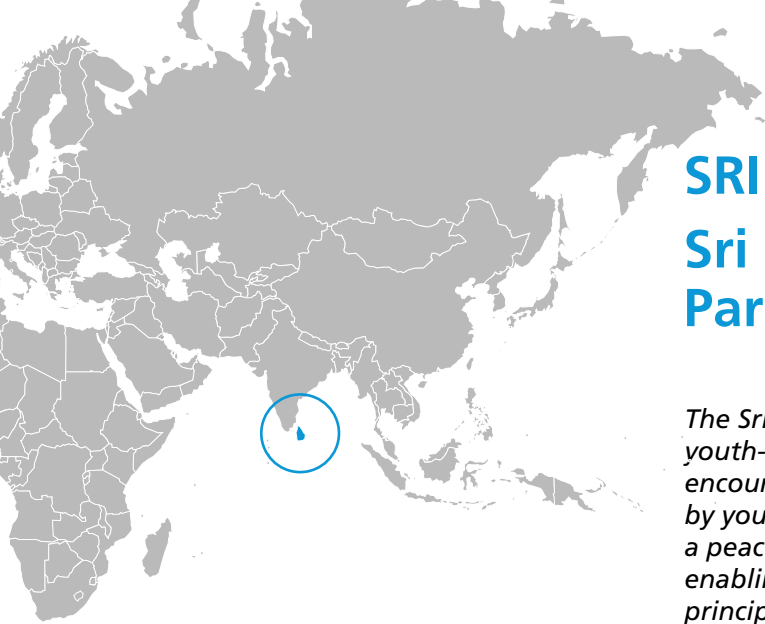 SRI
Sri
Par
The Sri
youth-
encour
by you
a peac
enablin
princip